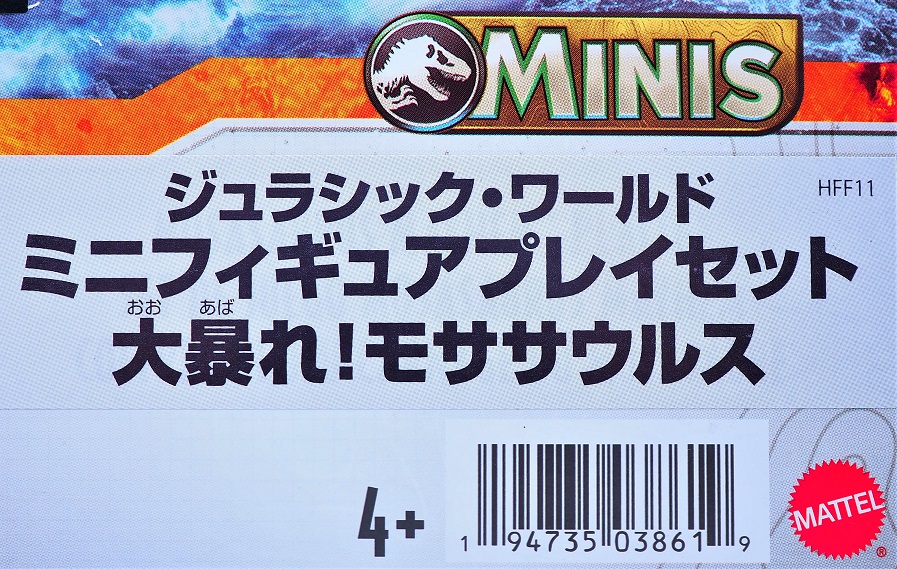 MINIS
ジュラシック・ワールド
HFF11
ミニフィギュアプレイセット
おお あば
大暴れ！モササウルス
4+
1 94735 03861 9
MATTEL
®